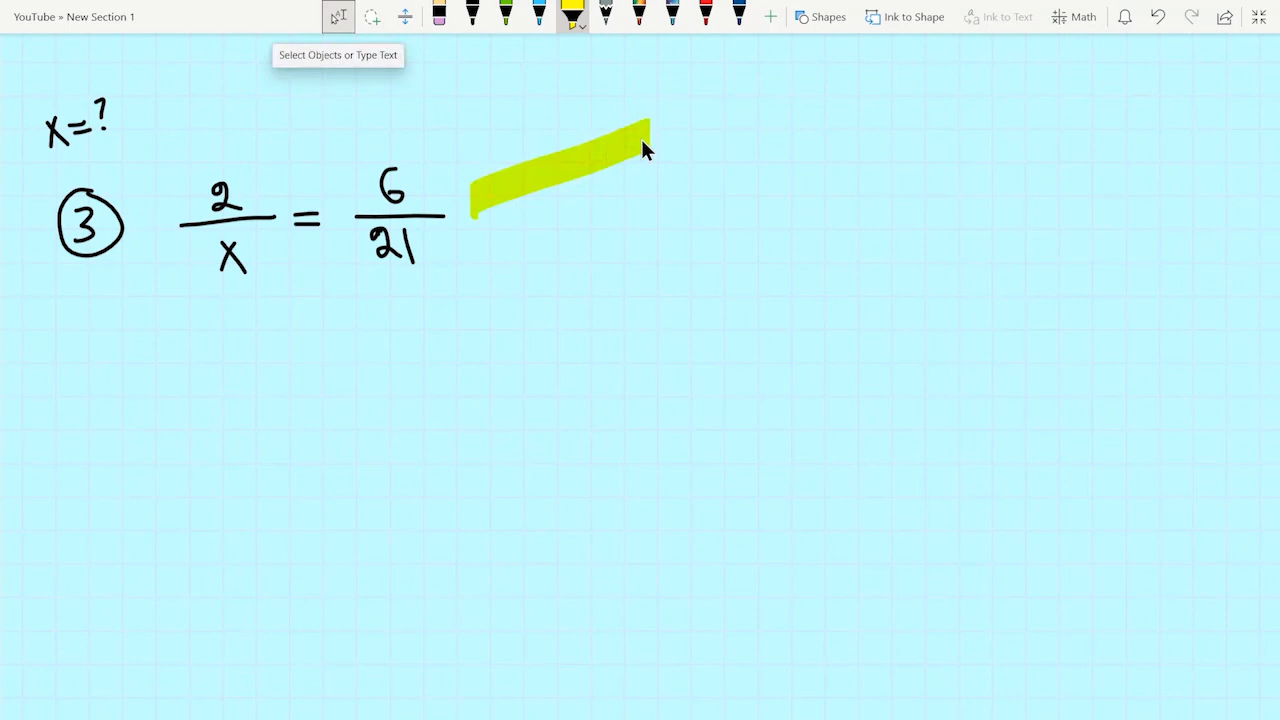 YouTube » New Section 1
Shapes Ink to Shape Ink to Text Math
Select Objects or Type Text
x=?
3 2/x = 6/21